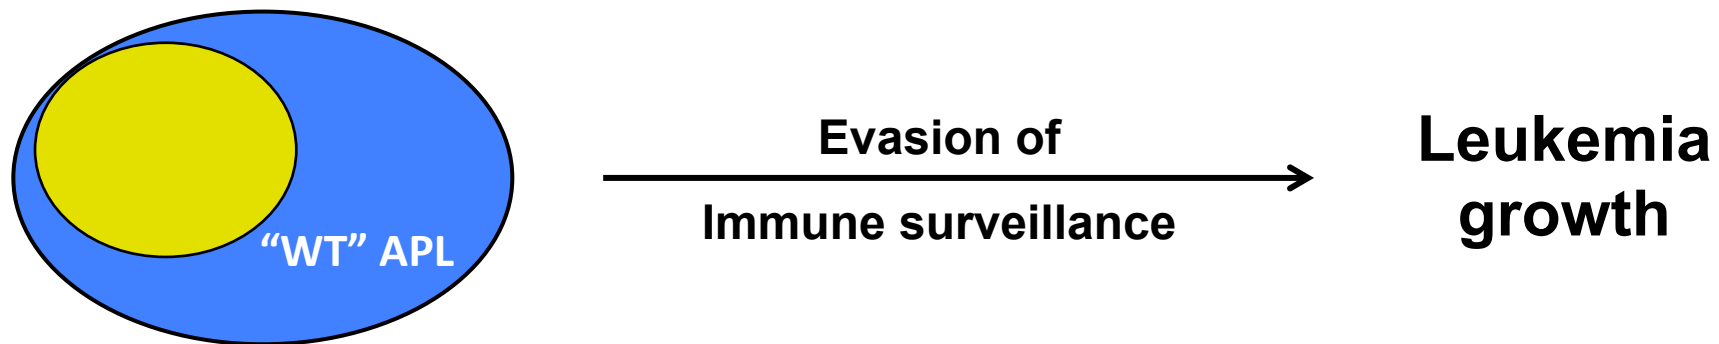 “WT” APL
Evasion of
Immune surveillance
Leukemia
growth